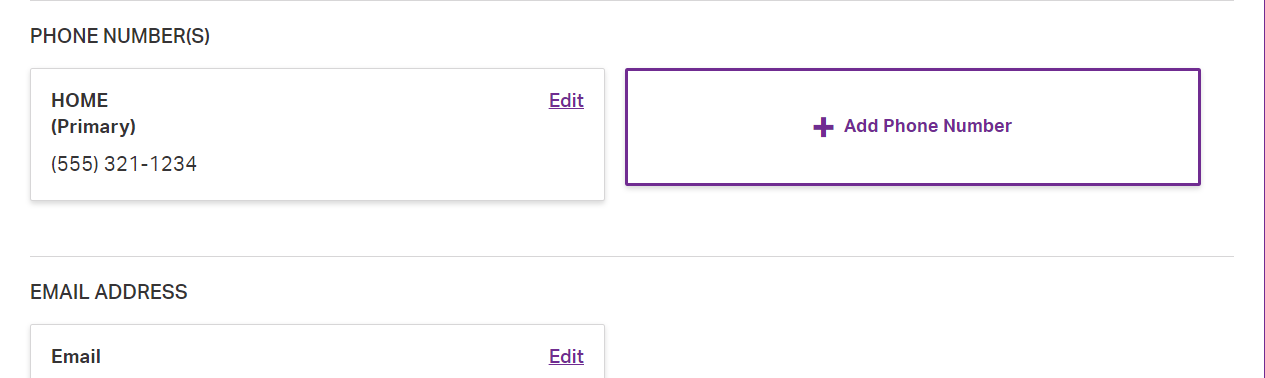 PHONE NUMBER(S)
HOME
(Primary)
Edit
(555) 321-1234
Add Phone Number
EMAIL ADDRESS
Email
Edit